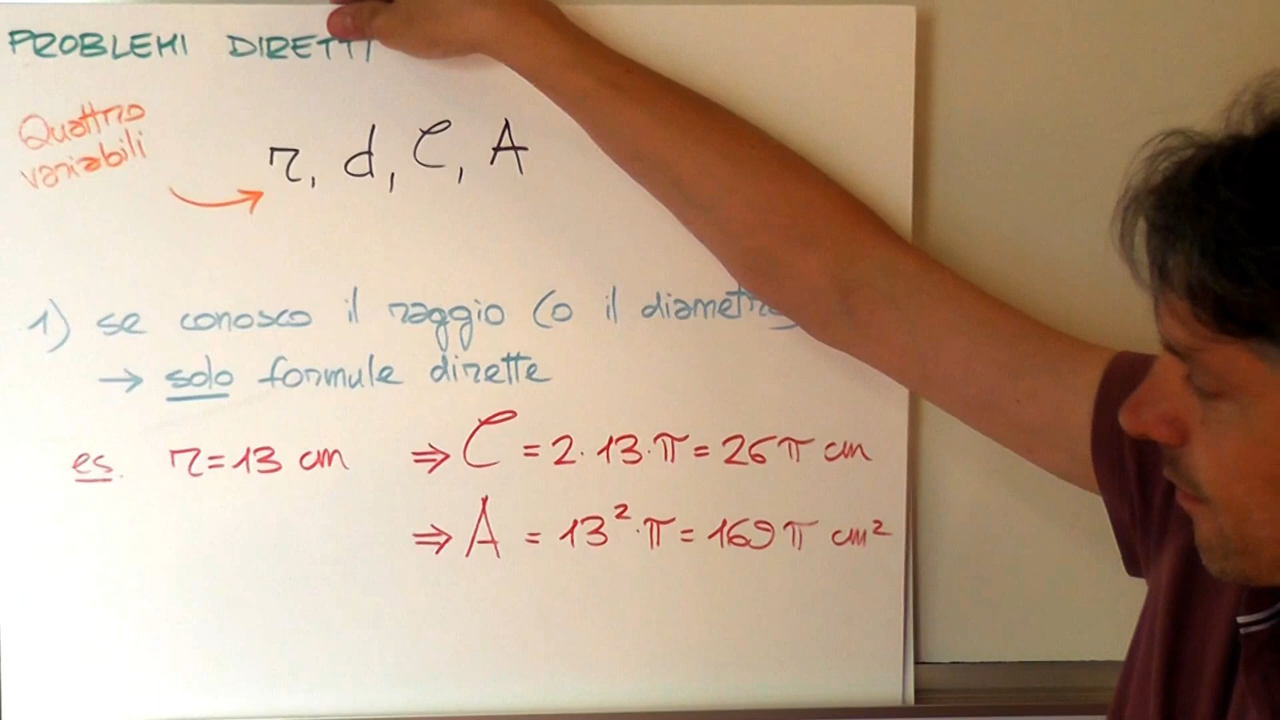 PROBLEMI DIRETTI
Quattro
variabili
r, d, C, A
1) se conosco il raggio (o il diametro
→ solo formule dirette
es. r=13 cm ⇒ C = 2·13·π = 26π cm
⇒ A = 13²·π = 169π cm²